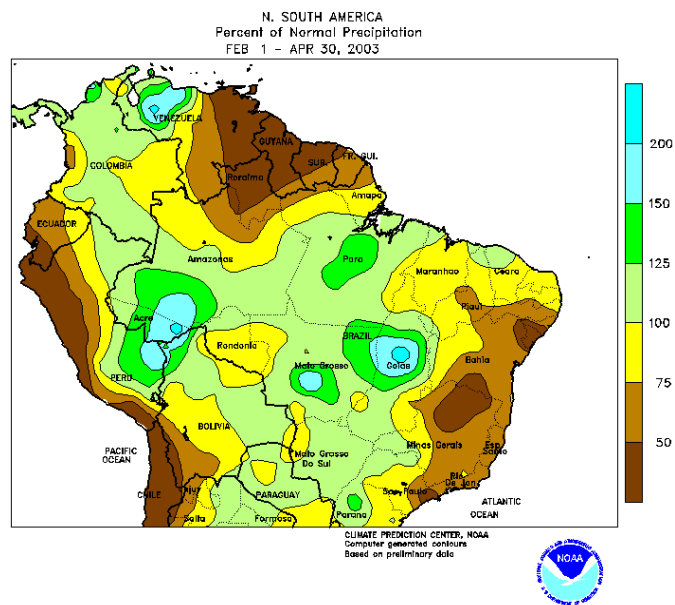 N. SOUTH AMERICA
Percent of Normal Precipitation
FEB 1 - APR 30, 2003
VENEZUELA
GUYANA
SUR.
FR. GUI.
COLOMBIA
Roraima
Amapa
ECUADOR
Amazonas
Para
Maranhao
Ceara
Piaui
Acre
Rondonia
BRAZIL
Mato Grosso
Goias
Bahia
PERU
BOLIVIA
Minas Gerais
Esp.
Santo
PACIFIC
OCEAN
Mato Grosso
Do Sul
Rio
De Jan.
CHILE
Jujuy
PARAGUAY
Sao Paulo
ATLANTIC
OCEAN
Salta
Formosa
Parana
200
150
125
100
75
50
CLIMATE PREDICTION CENTER, NOAA
Computer generated contours
Based on preliminary data
NOAA